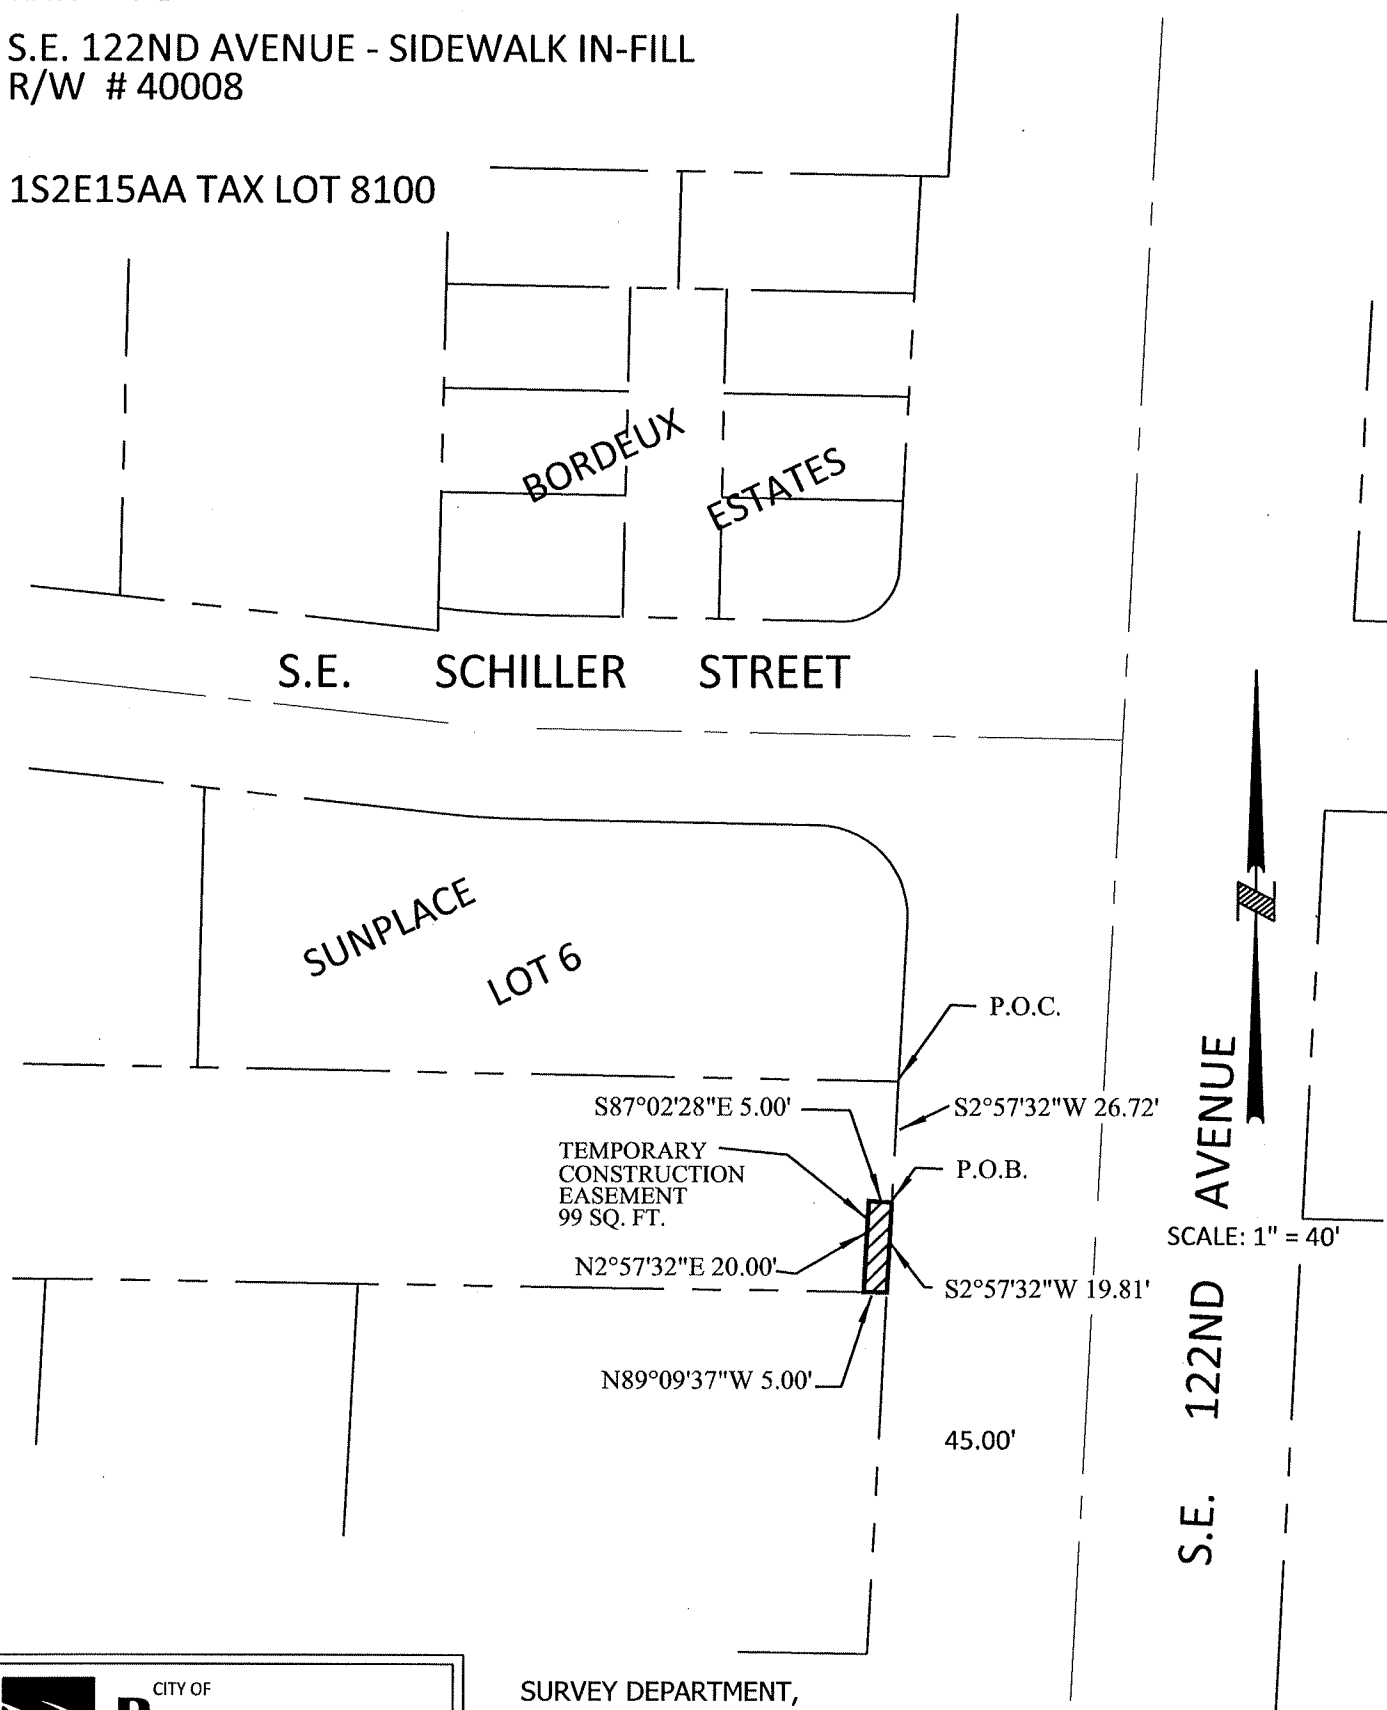 S.E. 122ND AVENUE - SIDEWALK IN-FILL
R/W # 40008
1S2E15AA TAX LOT 8100
BORDEUX
ESTATES
S.E. SCHILLER STREET
SUNPLACE
LOT 6
P.O.C.
S87°02'28"E 5.00'
S2°57'32"W 26.72'
TEMPORARY
CONSTRUCTION
EASEMENT
99 SQ. FT.
P.O.B.
N2°57'32"E 20.00'
S2°57'32"W 19.81'
N89°09'37"W 5.00'
45.00'
SCALE: 1" = 40'
S.E. 122ND AVENUE
CITY OF
SURVEY DEPARTMENT,